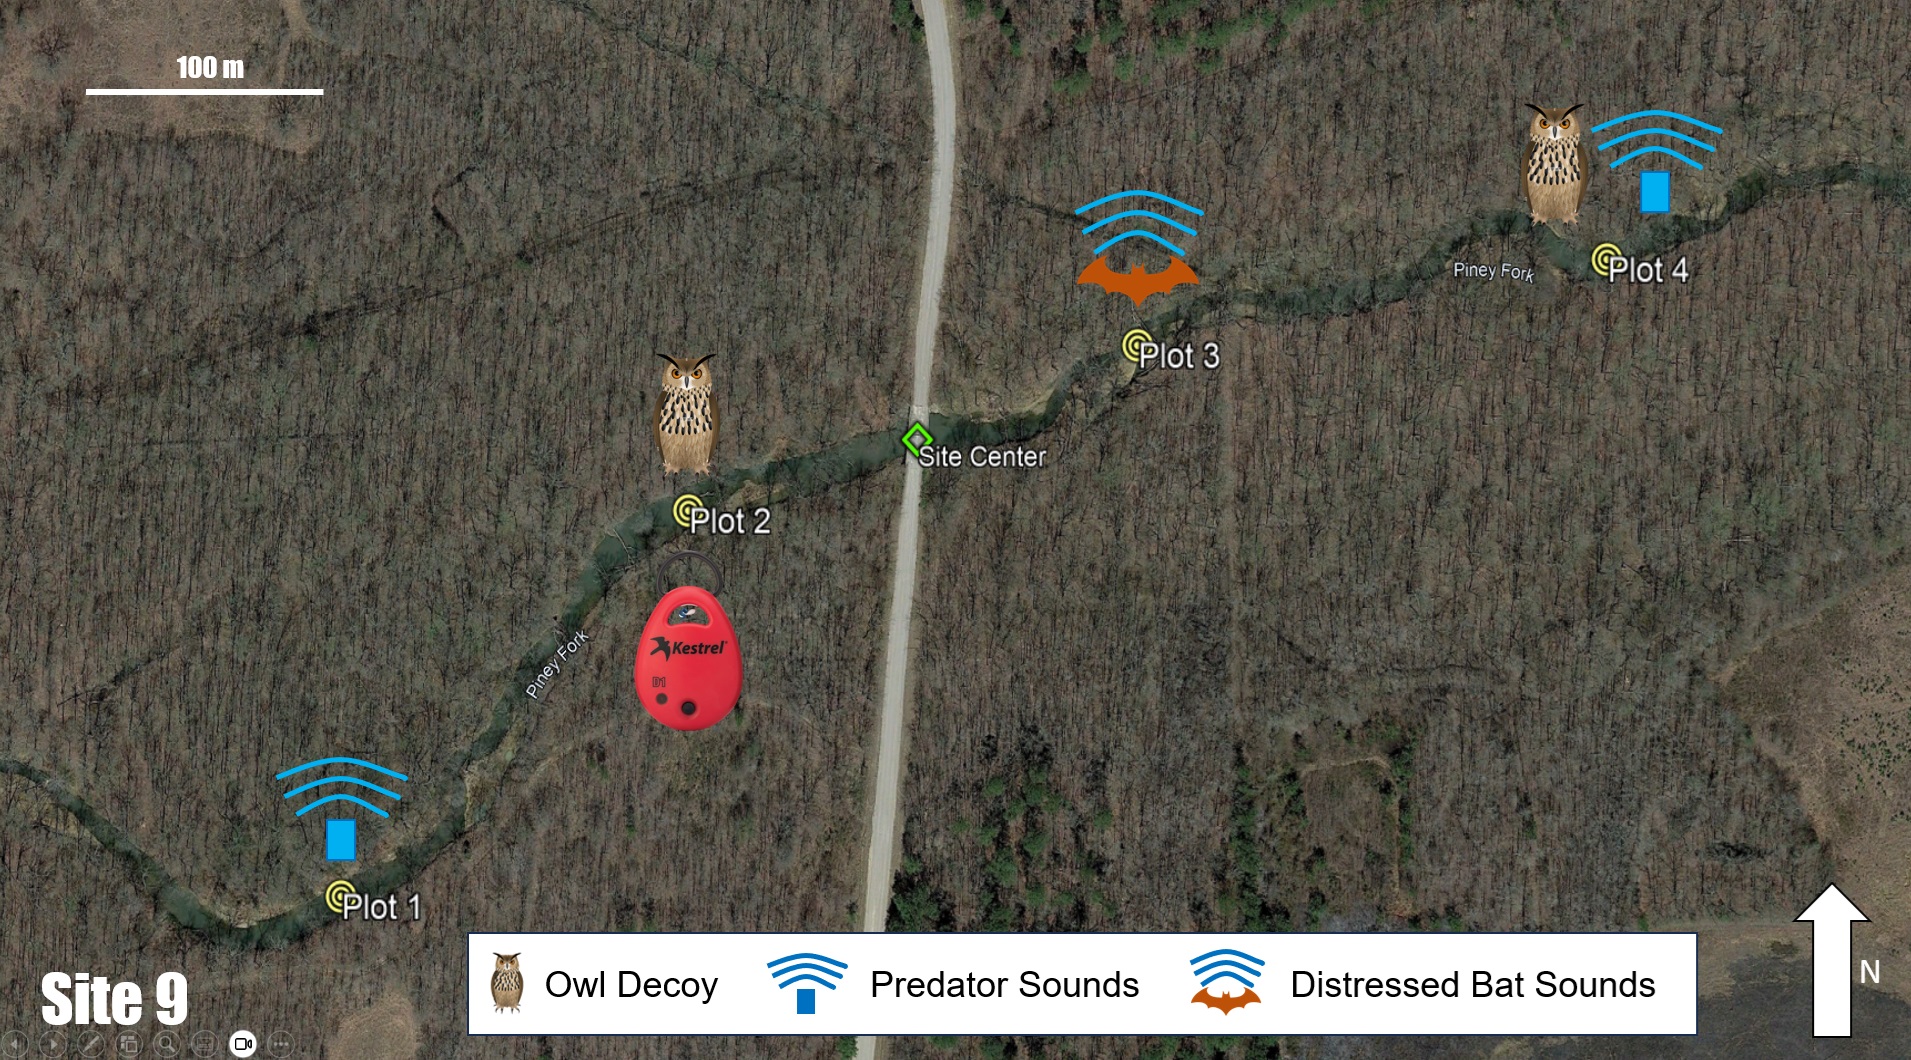 100 m
Piney Fork
Plot 4
Plot 3
Site Center
Plot 2
Kestrel
D1
Piney Fork
Plot 1
Owl Decoy
Predator Sounds
Distressed Bat Sounds
N
Site 9